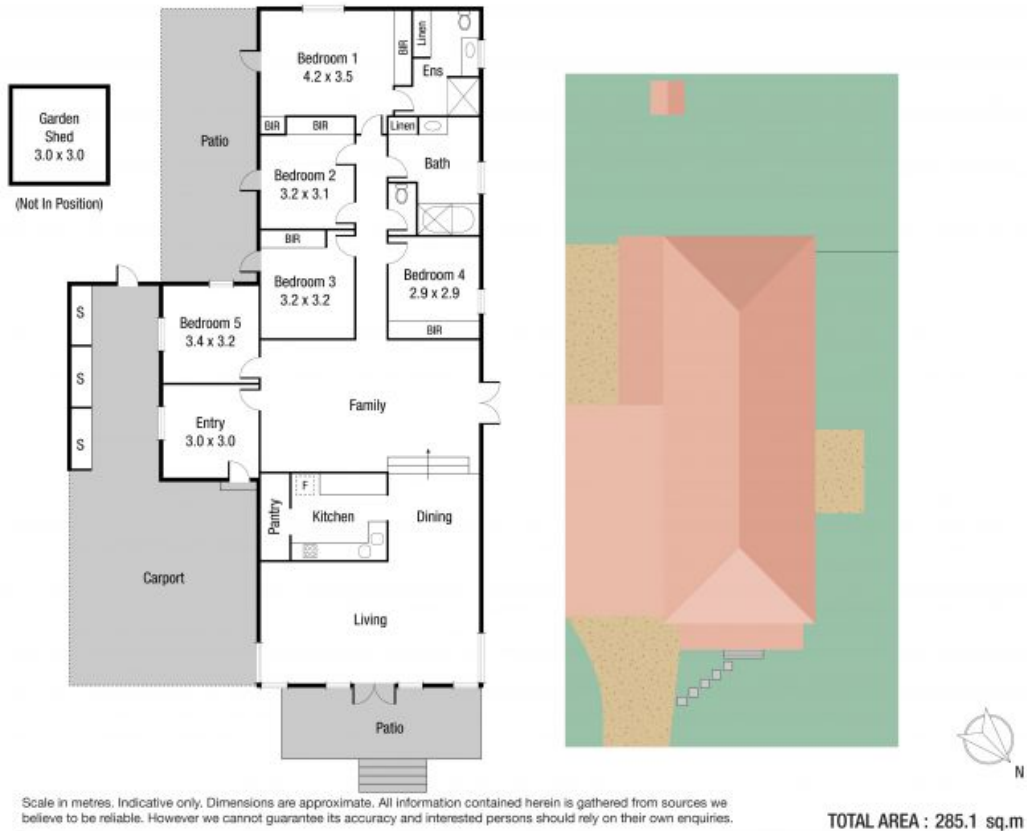 Garden
Shed
3.0 x 3.0
(Not In Position)
Patio
Bedroom 1
4.2 x 3.5
BIR
Linen
Ens
BIR
BIR
Linen
Bath
Bedroom 2
3.2 x 3.1
BIR
Bedroom 3
3.2 x 3.2
Bedroom 4
2.9 x 2.9
BIR
S
S
S
Bedroom 5
3.4 x 3.2
Entry
3.0 x 3.0
Family
Pantry
F
Kitchen
Dining
Carport
Living
Patio
N
Scale in metres. Indicative only. Dimensions are approximate. All information contained herein is gathered from sources we
believe to be reliable. However we cannot guarantee its accuracy and interested persons should rely on their own enquiries.
TOTAL AREA : 285.1 sq.m